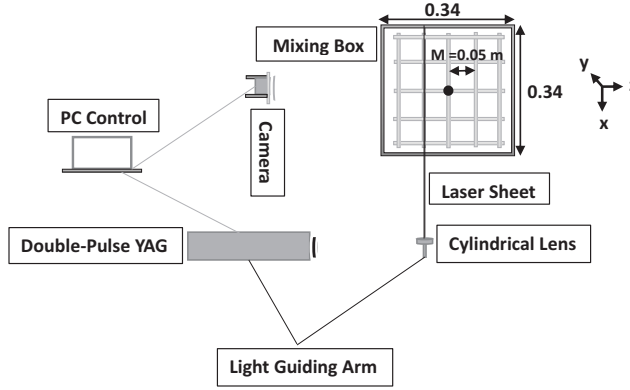 0.34
Mixing Box
M =0.05 m
0.34
y
x
PC Control
Camera
Laser Sheet
Double-Pulse YAG
Cylindrical Lens
Light Guiding Arm